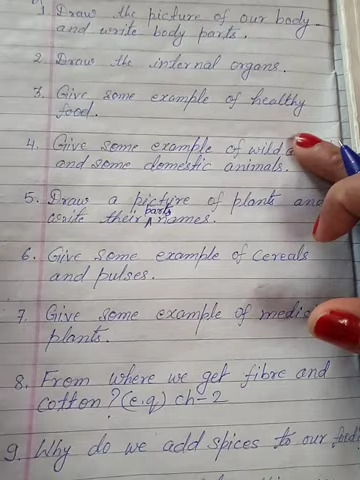 1 Draw the picture of our body
and write body parts.
2. Draw the internal organs.
3. Give some example of healthy
food.
4. Give some example of wild a
and some domestic animals.
5. Draw a picture of plants and
write their parts names.
6. Give some example of cereals
and pulses.
7. Give some example of medic
plants.
8. From where we get fibre and
cotton? (e.q) ch-2
9. Why do we add spices to our food?